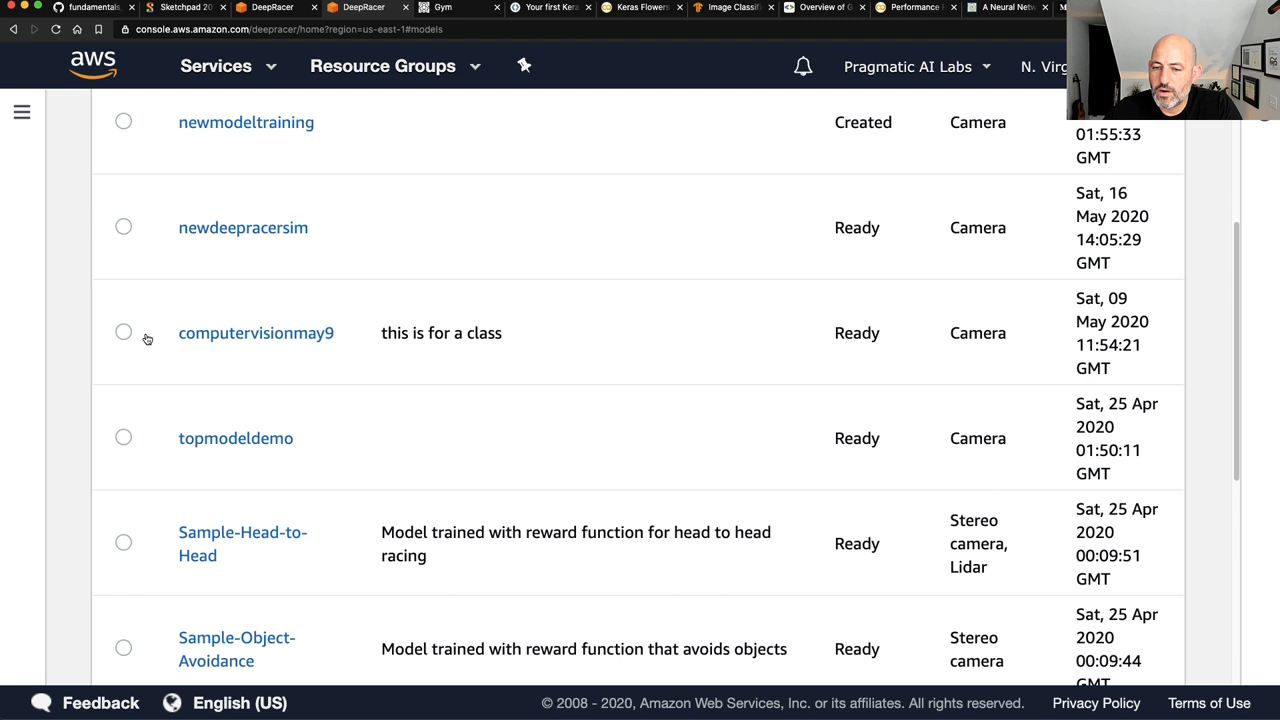 fundamentals_
Sketchpad 20
DeepRacer
DeepRacer
Gym
Your first Kera
Keras Flowers
Image Classifi
Overview of G
Performance
A Neural Netw
console.aws.amazon.com/deepracer/home?region=us-east-1#models
aws
Services
Resource Groups
Pragmatic AI Labs
N. Virg
newmodeltraining
Created
Camera
01:55:33
GMT
newdeepracersim
Ready
Camera
Sat, 16
May 2020
14:05:29
GMT
computervisionmay9
this is for a class
Ready
Camera
Sat, 09
May 2020
11:54:21
GMT
topmodeldemo
Ready
Camera
Sat, 25 Apr
2020
01:50:11
GMT
Sample-Head-to-
Head
Model trained with reward function for head to head
racing
Ready
Stereo
camera,
Lidar
Sat, 25 Apr
2020
00:09:51
GMT
Sample-Object-
Avoidance
Model trained with reward function that avoids objects
Ready
Stereo
camera
Sat, 25 Apr
2020
00:09:44
GMT
Feedback
English (US)
© 2008 - 2020, Amazon Web Services, Inc. or its affiliates. All rights reserved.
Privacy Policy
Terms of Use